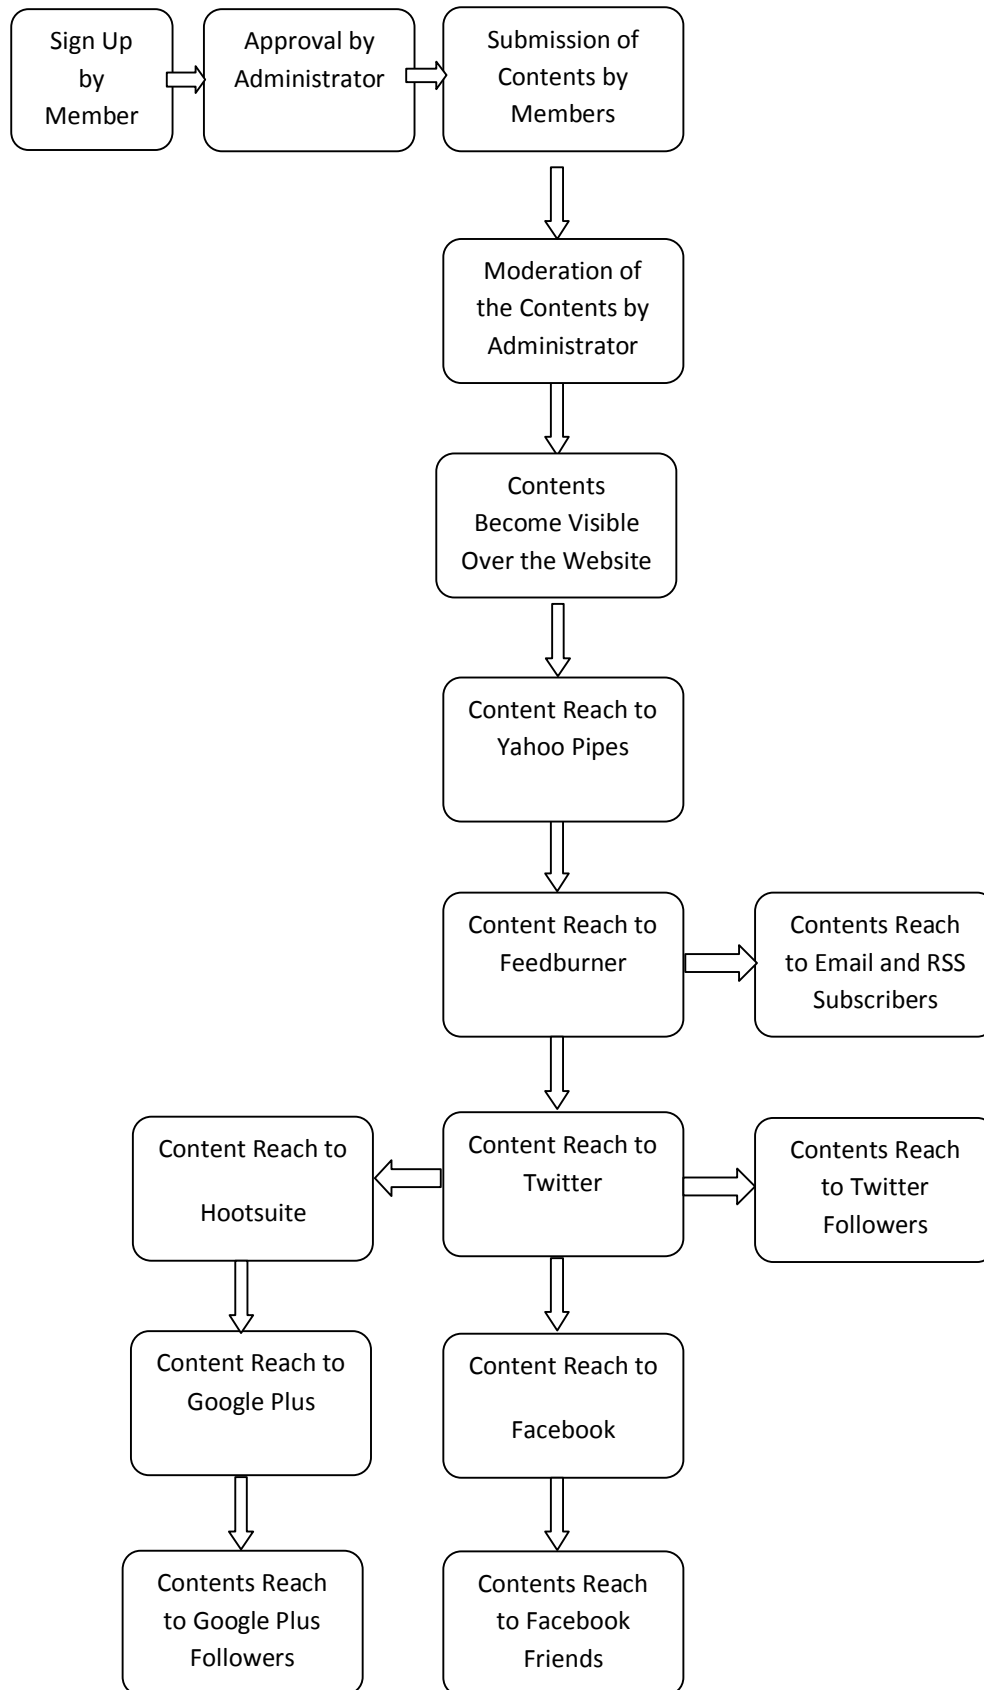 Sign Up
by
Member
Approval by
Administrator
Submission of
Contents by
Members
Moderation of
the Contents by
Administrator
Contents
Become Visible
Over the Website
Content Reach to
Yahoo Pipes
Content Reach to
Feedburner
Contents Reach
to Email and RSS
Subscribers
Content Reach to
Hootsuite
Content Reach to
Twitter
Contents Reach
to Twitter
Followers
Content Reach to
Google Plus
Content Reach to
Facebook
Contents Reach
to Google Plus
Followers
Contents Reach
to Facebook
Friends